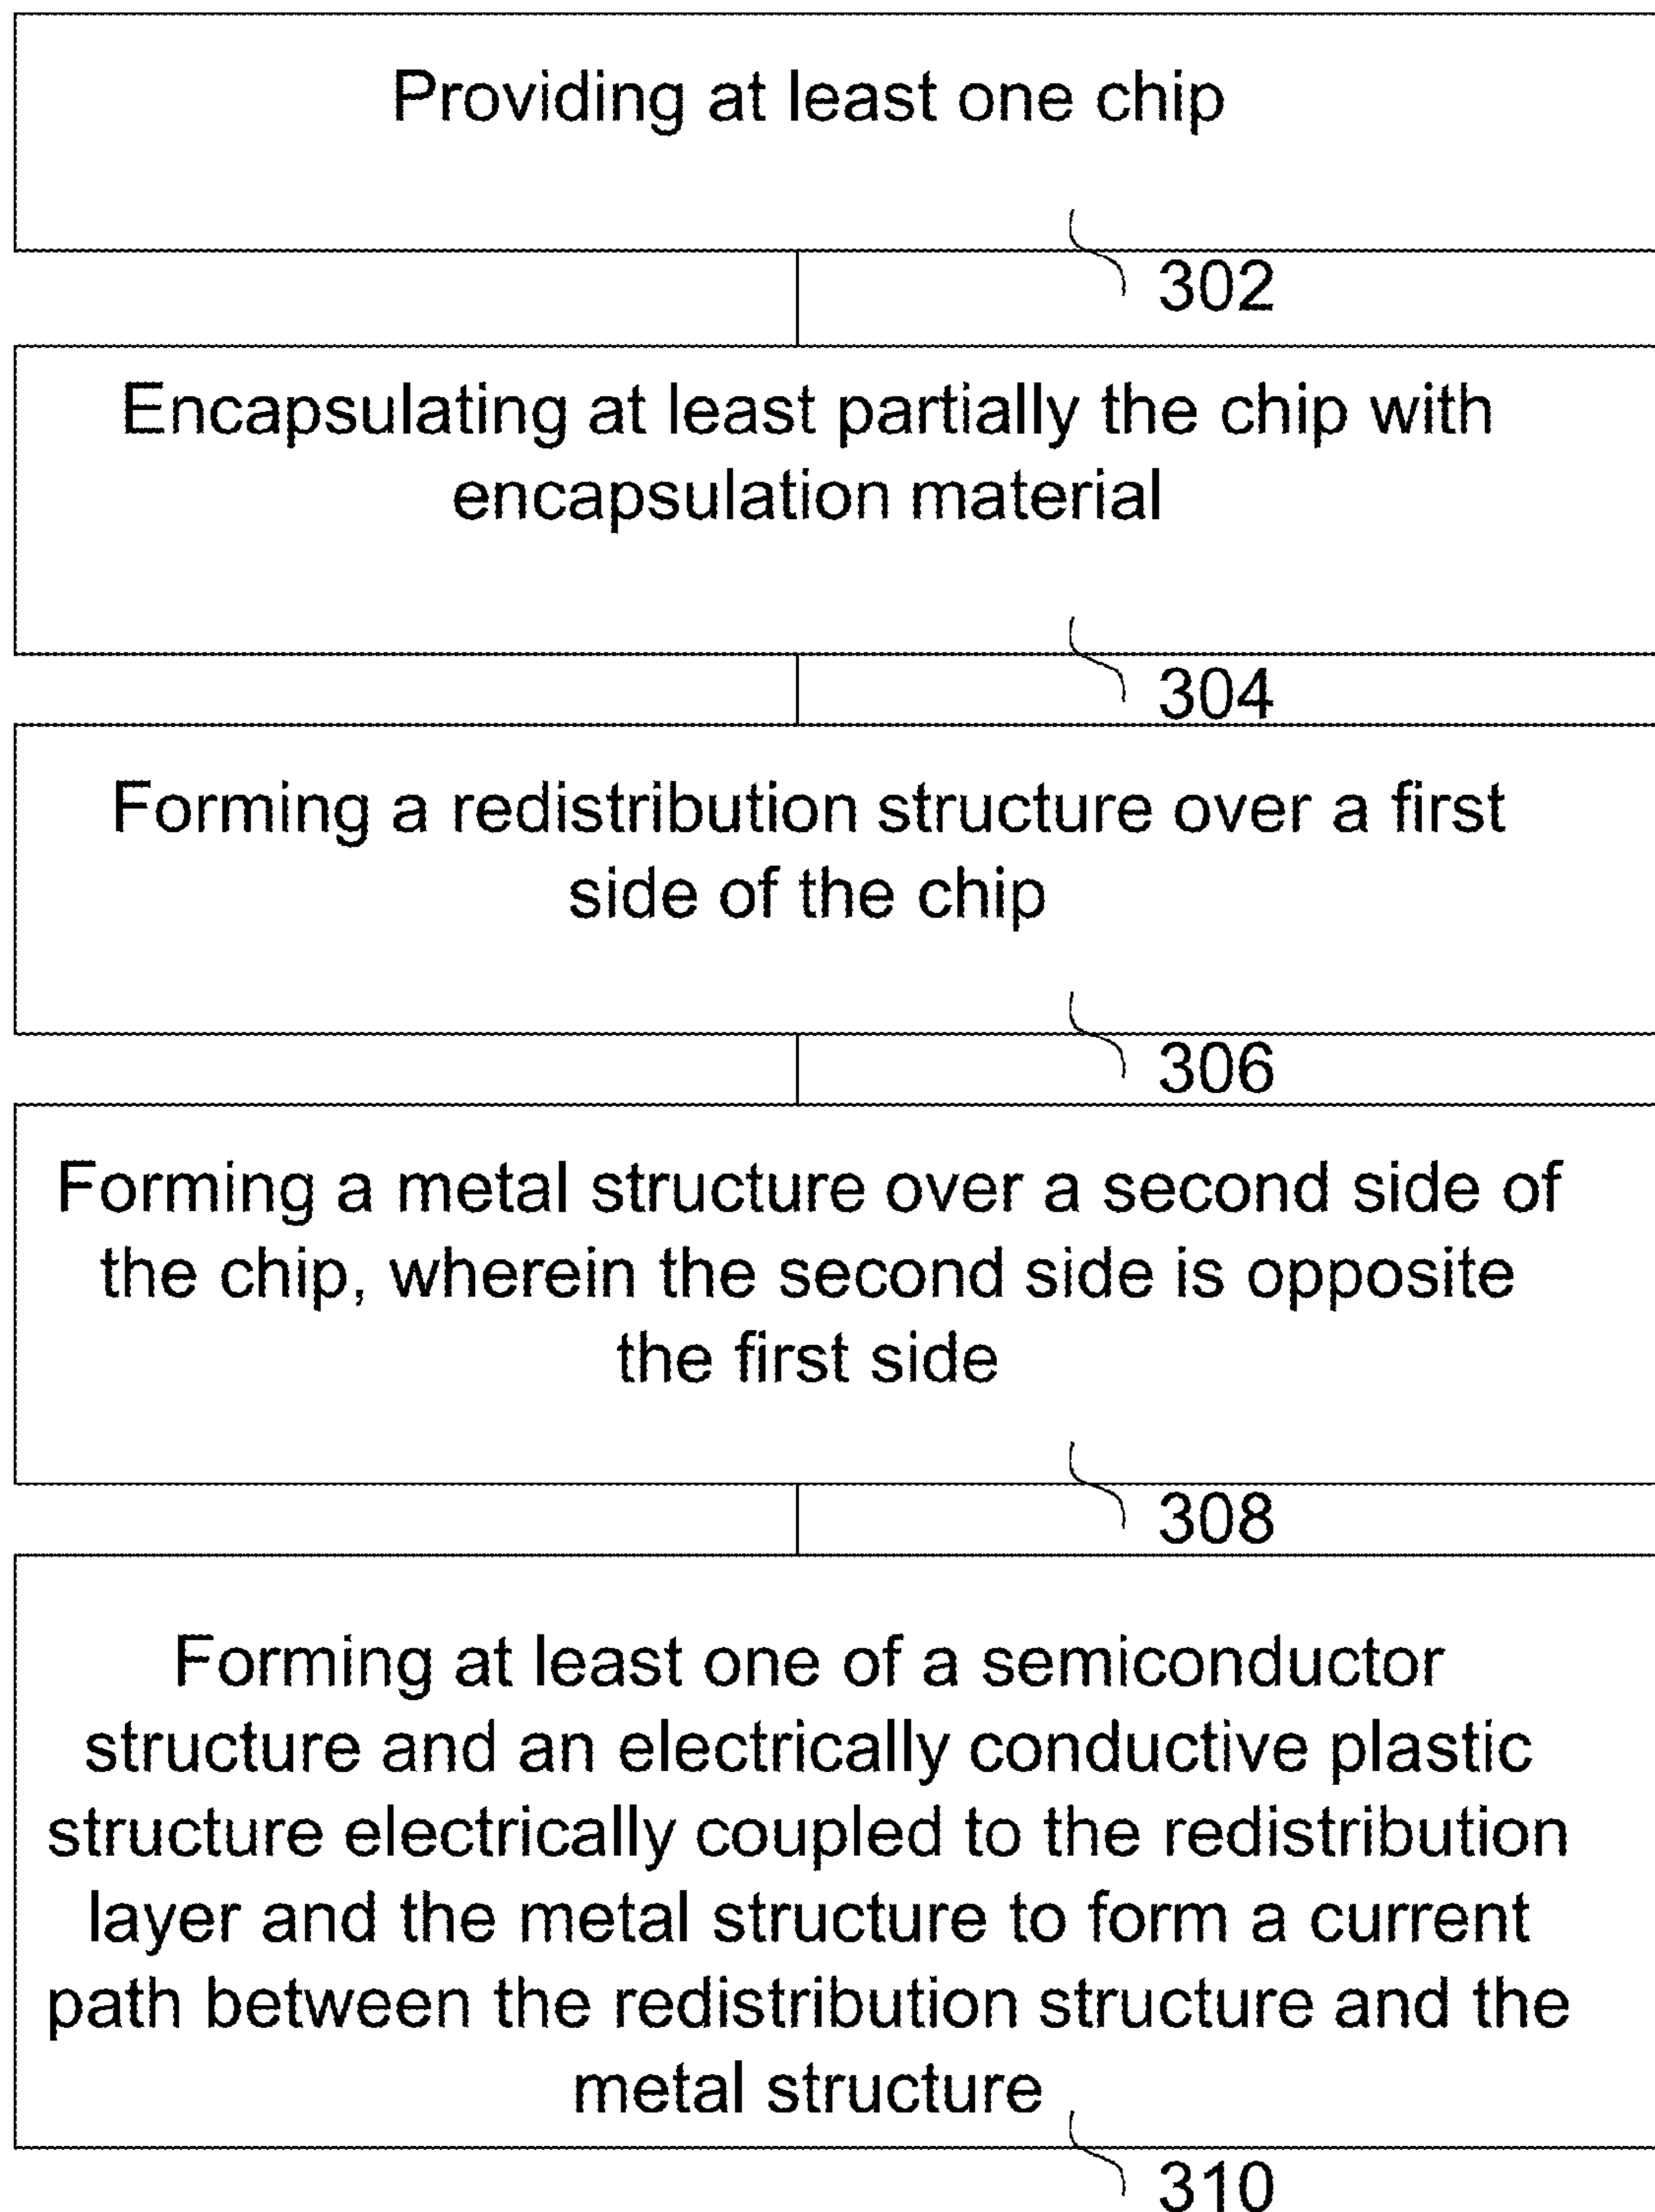 Providing at least one chip
302
Encapsulating at least partially the chip with
encapsulation material
304
Forming a redistribution structure over a first
side of the chip
306
Forming a metal structure over a second side of
the chip, wherein the second side is opposite
the first side
308
Forming at least one of a semiconductor
structure and an electrically conductive plastic
structure electrically coupled to the redistribution
layer and the metal structure to form a current
path between the redistribution structure and the
metal structure
310